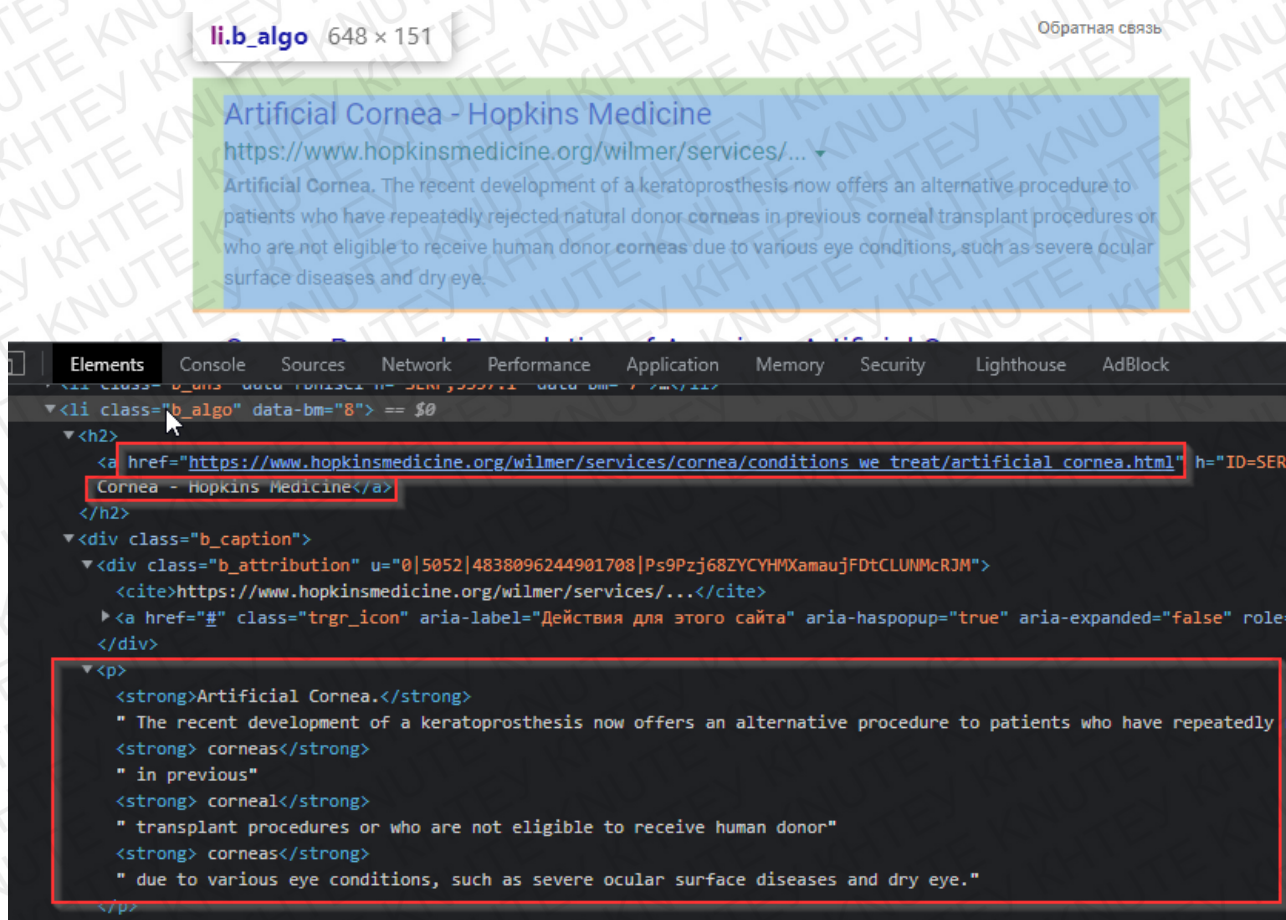 li.b_algo 648 × 151
Обратная связь
Artificial Cornea - Hopkins Medicine
https://www.hopkinsmedicine.org/wilmer/services/...
Artificial Cornea. The recent development of a keratoprosthesis now offers an alternative procedure to
patients who have repeatedly rejected natural donor corneas in previous corneal transplant procedures or
who are not eligible to receive human donor corneas due to various eye conditions, such as severe ocular
surface diseases and dry eye.
Elements Console Sources Network Performance Application Memory Security Lighthouse AdBlock
<li class="b_algo" data-bm="8"> == $0
<h2>
<a href="https://www.hopkinsmedicine.org/wilmer/services/cornea/conditions_we_treat/artificial_cornea.html" h="ID=SER
Cornea - Hopkins Medicine</a>
</h2>
<div class="b_caption">
<div class="b_attribution" u="0|5052|4838096244901708|Ps9Pzj68ZYCYHMXamaujFDtCLUNMcRJM">
<cite>https://www.hopkinsmedicine.org/wilmer/services/...</cite>
<a href="#" class="trgr_icon" aria-label="Действия для этого сайта" aria-haspopup="true" aria-expanded="false" role=
</div>
<p>
<strong>Artificial Cornea.</strong>
" The recent development of a keratoprosthesis now offers an alternative procedure to patients who have repeatedly
<strong> corneas</strong>
" in previous"
<strong> corneal</strong>
" transplant procedures or who are not eligible to receive human donor"
<strong> corneas</strong>
" due to various eye conditions, such as severe ocular surface diseases and dry eye."
</p>